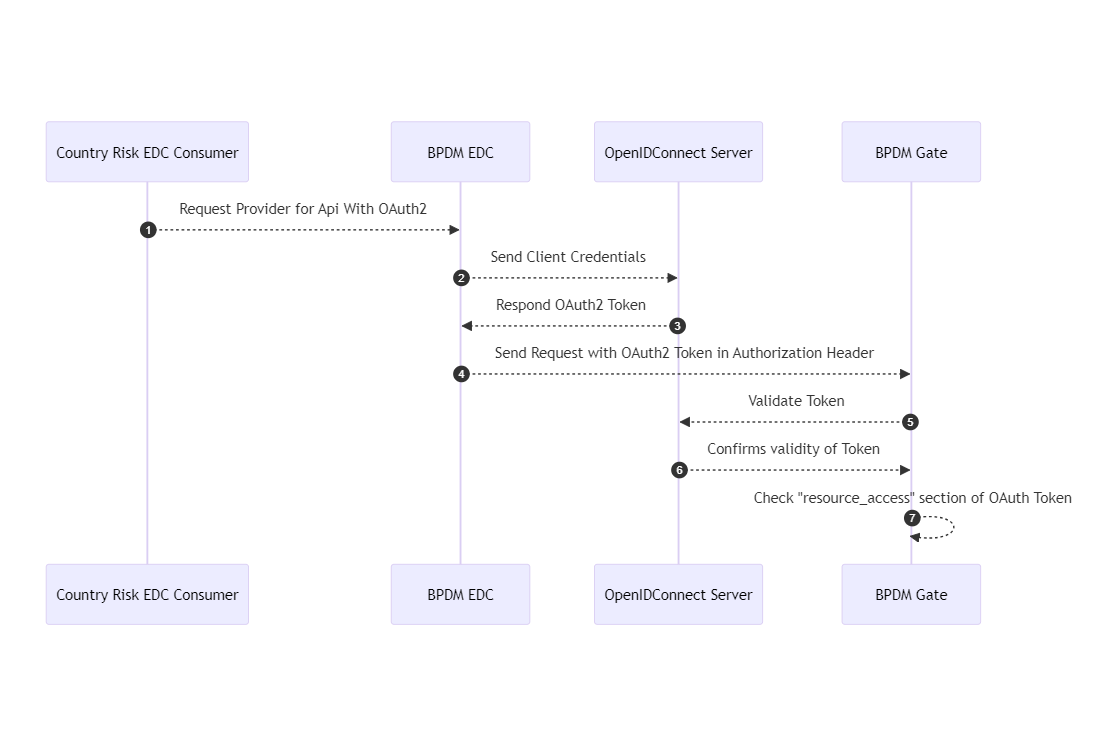 Country Risk EDC Consumer
BPDM EDC
OpenIDConnect Server
BPDM Gate
Request Provider for Api With OAuth2
1
Send Client Credentials
2
Respond OAuth2 Token
3
Send Request with OAuth2 Token in Authorization Header
4
Validate Token
5
Confirms validity of Token
6
Check "resource_access" section of OAuth Token
7
Country Risk EDC Consumer
BPDM EDC
OpenIDConnect Server
BPDM Gate